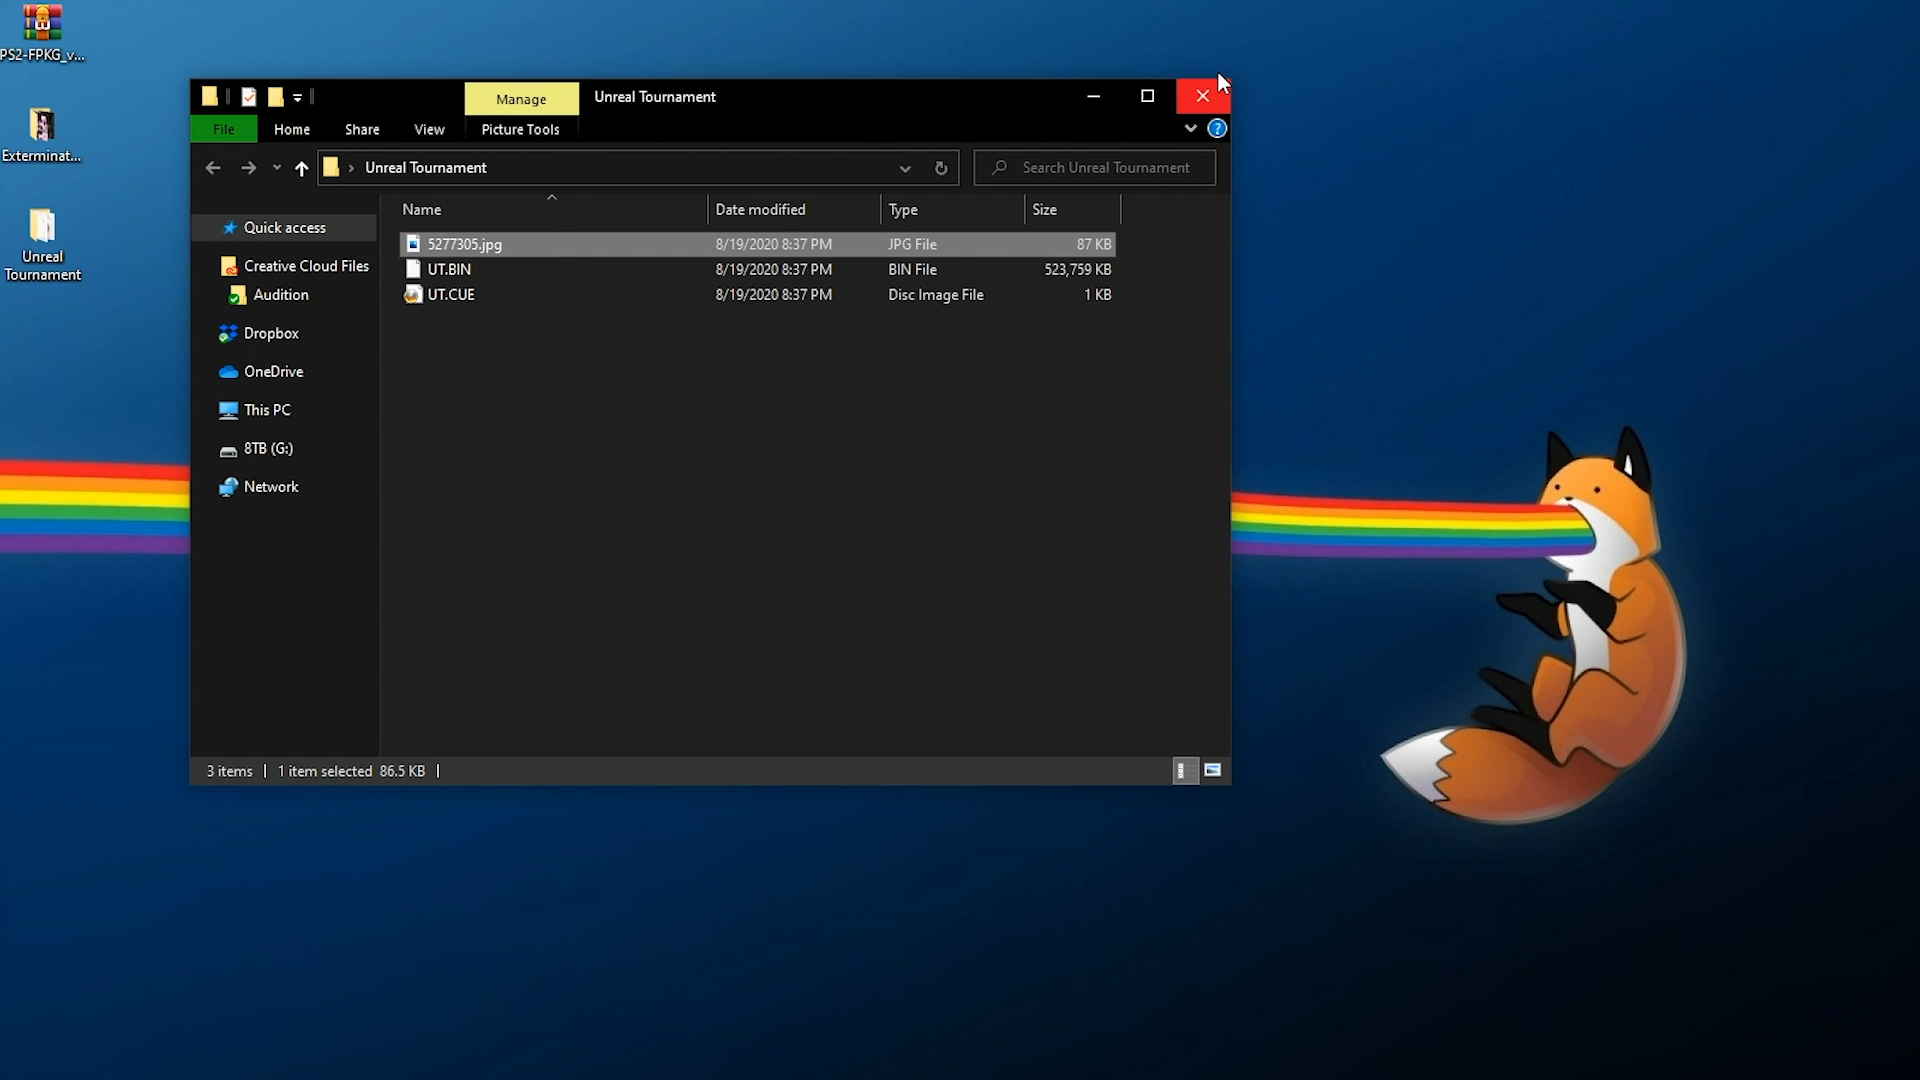 PS2-FPKG_v...
Exterminat...
Unreal
Tournament
Manage
Unreal Tournament
File
Home
Share
View
Picture Tools
?
› Unreal Tournament
Search Unreal Tournament
Name
Date modified
Type
Size
5277305.jpg
8/19/2020 8:37 PM
JPG File
87 KB
UT.BIN
8/19/2020 8:37 PM
BIN File
523,759 KB
UT.CUE
8/19/2020 8:37 PM
Disc Image File
1 KB
Quick access
Creative Cloud Files
Audition
Dropbox
OneDrive
This PC
8TB (G:)
Network
3 items
1 item selected 86.5 KB